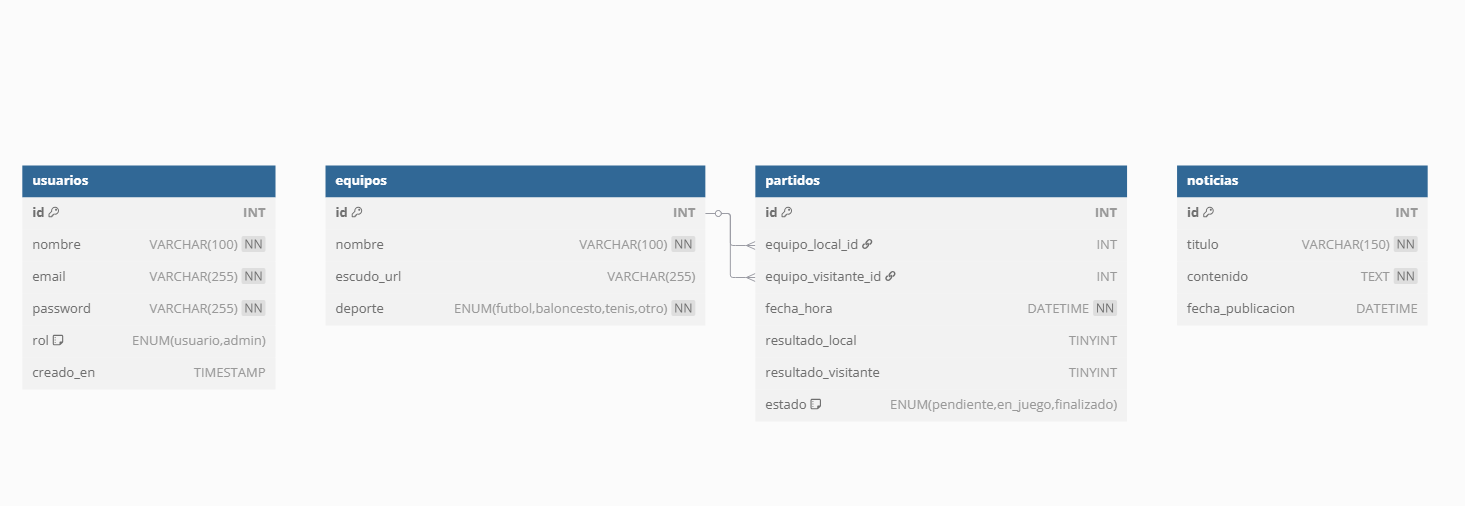 usuarios
id INT
nombre VARCHAR(100) NN
email VARCHAR(255) NN
password VARCHAR(255) NN
rol ENUM(usuario,admin)
creado_en TIMESTAMP
equipos
id INT
nombre VARCHAR(100) NN
escudo_url VARCHAR(255)
deporte ENUM(futbol,baloncesto,tenis,otro) NN
partidos
id INT
equipo_local_id INT
equipo_visitante_id INT
fecha_hora DATETIME NN
resultado_local TINYINT
resultado_visitante TINYINT
estado ENUM(pendiente,en_juego,finalizado)
noticias
id INT
titulo VARCHAR(150) NN
contenido TEXT NN
fecha_publicacion DATETIME